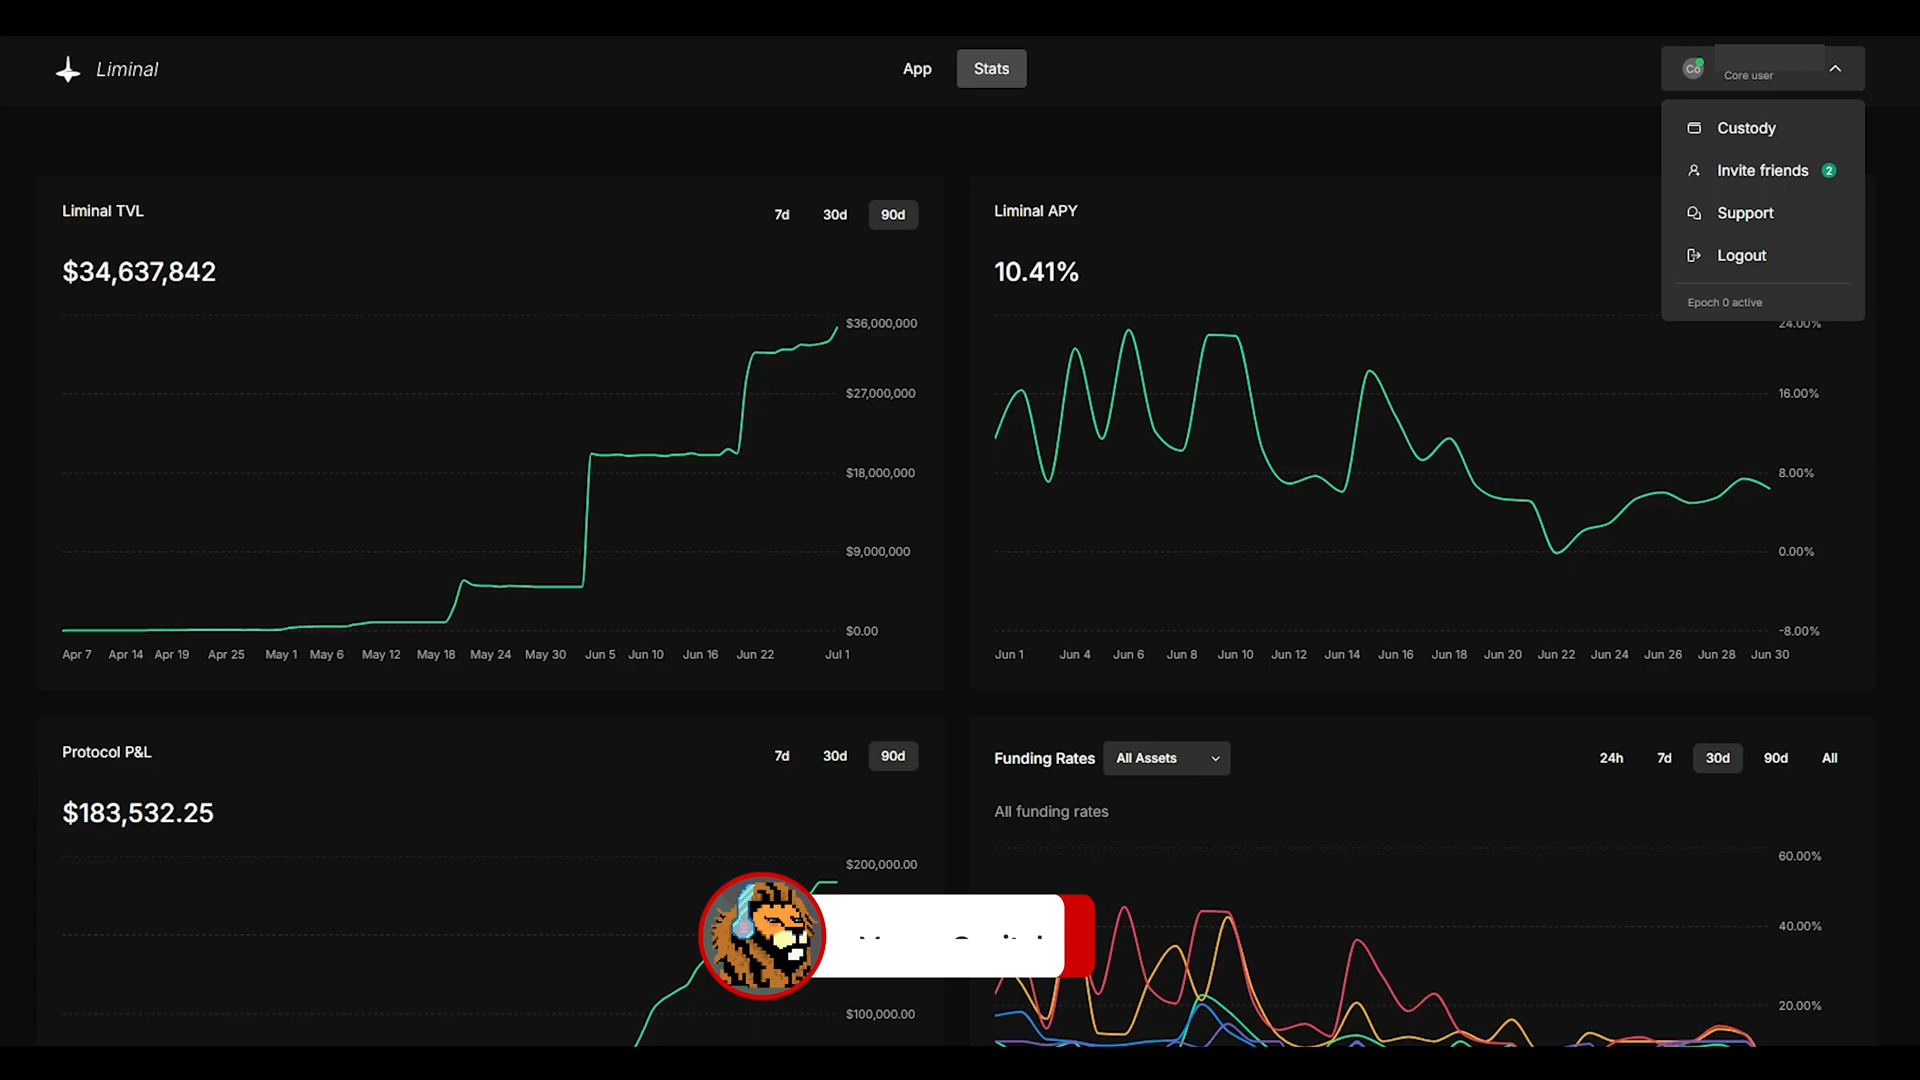 Liminal
App
Stats
Co
Core user
Custody
Invite friends 2
Support
Logout
Epoch 0 active
Liminal TVL
7d 30d 90d
$34,637,842
$36,000,000
$27,000,000
$18,000,000
$9,000,000
$0.00
Apr 7 Apr 14 Apr 19 Apr 25 May 1 May 6 May 12 May 18 May 24 May 30 Jun 5 Jun 10 Jun 16 Jun 22 Jul 1
Liminal APY
10.41%
24.00%
16.00%
8.00%
0.00%
-8.00%
Jun 1 Jun 4 Jun 6 Jun 8 Jun 10 Jun 12 Jun 14 Jun 16 Jun 18 Jun 20 Jun 22 Jun 24 Jun 26 Jun 28 Jun 30
Protocol P&L
7d 30d 90d
$183,532.25
$200,000.00
$100,000.00
Funding Rates All Assets
24h 7d 30d 90d All
All funding rates
60.00%
40.00%
20.00%